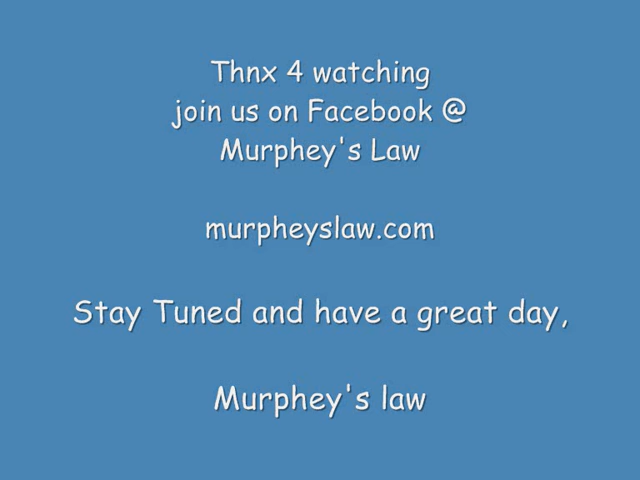 Thnx 4 watching
join us on Facebook @
Murphey's Law
murpheyslaw.com
Stay Tuned and have a great day,
Murphey's law